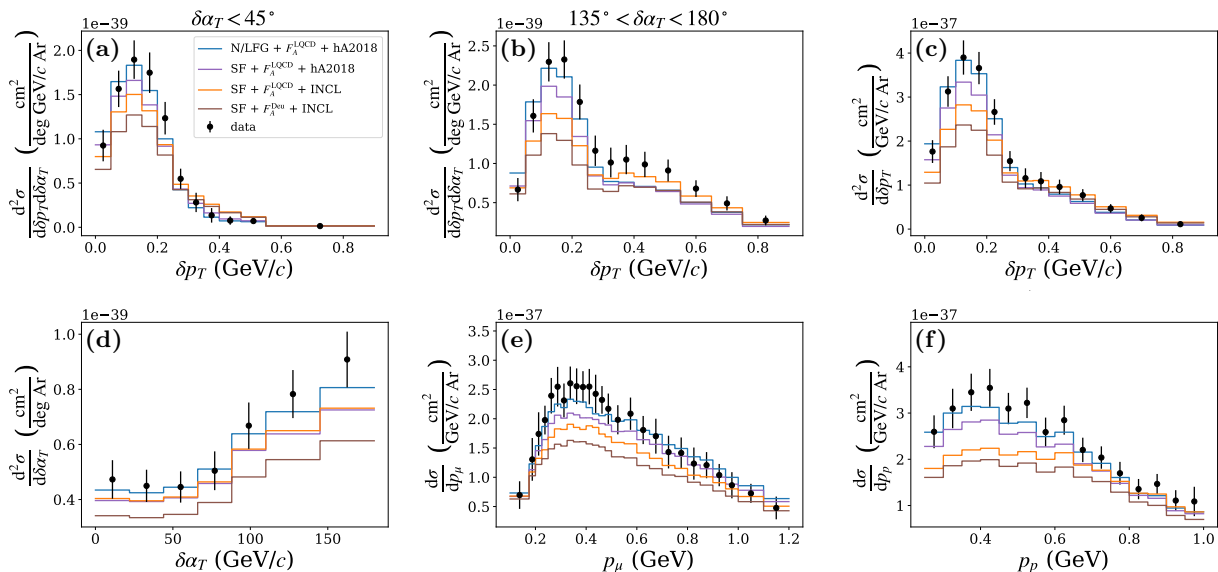 δα_T < 45°
135° < δα_T < 180°
1e−39
(a)
N/LFG + F_A^LQCD + hA2018
SF + F_A^LQCD + hA2018
SF + F_A^LQCD + INCL
SF + F_A^Deu + INCL
data
d²σ/dδp_Tdδα_T (cm²/deg GeV/c Ar)
0.0
0.5
1.0
1.5
2.0
0.0 0.2 0.4 0.6 0.8
δp_T (GeV/c)
1e−39
(b)
d²σ/dδp_Tdδα_T (cm²/deg GeV/c Ar)
0.5
1.0
1.5
2.0
2.5
0.0 0.2 0.4 0.6 0.8
δp_T (GeV/c)
1e−37
(c)
d²σ/dδp_T (cm²/GeV/c Ar)
1
2
3
4
0.0 0.2 0.4 0.6 0.8
δp_T (GeV/c)
1e−39
(d)
d²σ/dδα_T (cm²/deg Ar)
0.4
0.6
0.8
1.0
0 50 100 150
δα_T (GeV/c)
1e−37
(e)
dσ/dp_μ (cm²/GeV/c Ar)
0.5
1.0
1.5
2.0
2.5
3.0
3.5
0.2 0.4 0.6 0.8 1.0 1.2
p_μ (GeV)
1e−37
(f)
dσ/dp_p (cm²/GeV/c Ar)
1
2
3
4
0.4 0.6 0.8 1.0
p_p (GeV)